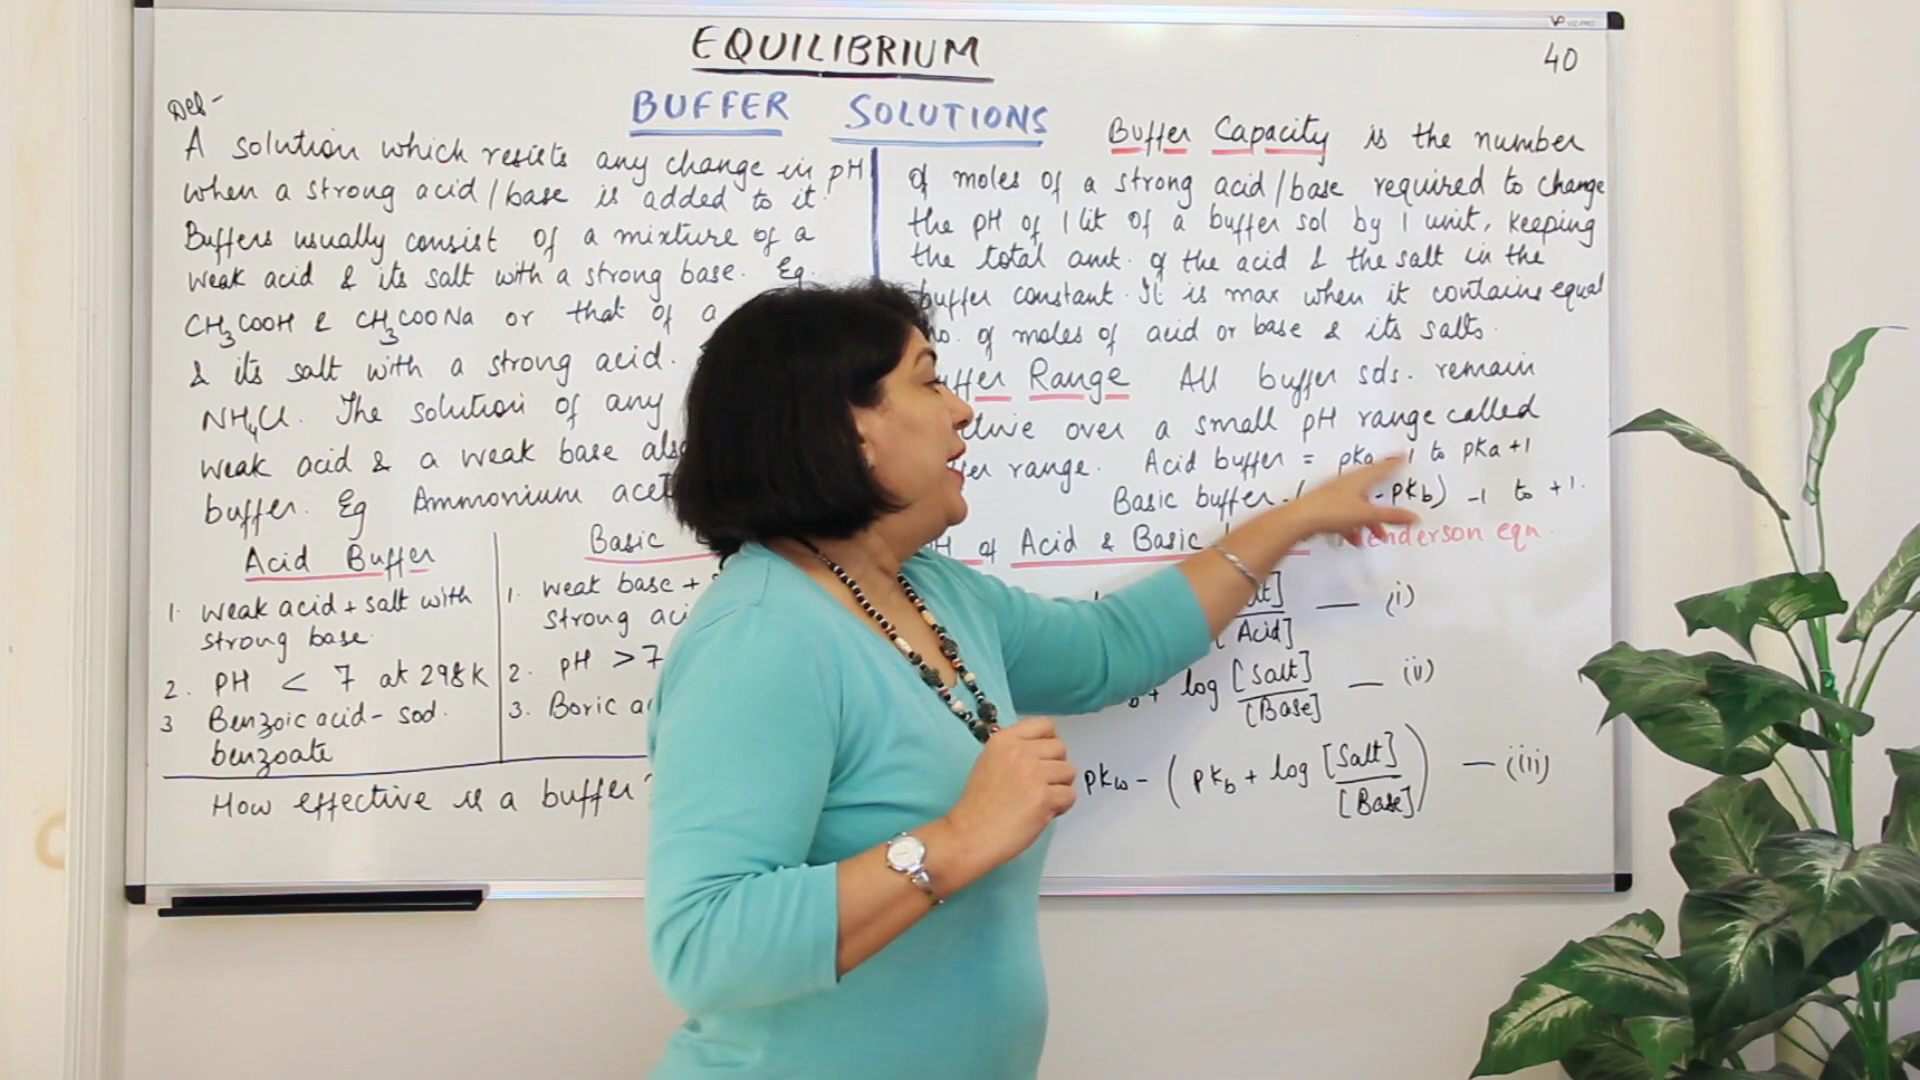 VIZ-PRO
EQUILIBRIUM
40
BUFFER SOLUTIONS
Def-
A solution which resists any change in pH
when a strong acid/base is added to it.
Buffers usually consist of a mixture of a
weak acid & its salt with a strong base. Eg.
CH₃COOH & CH₃COONa or that of a
& its salt with a strong acid.
NH₄Cl. The solution of any
weak acid & a weak base also
buffer. Eg Ammonium
Acid Buffer
1. weak acid + salt with
strong base.
2. PH < 7 at 298K
3 Benzoic acid - sod.
benzoate
Basic
1. weak base +
strong
2. pH > 7
3. Boric
How effective is a buffer?
Buffer Capacity is the number
of moles of a strong acid/base required to change
the pH of 1 lit of a buffer sol by 1 unit, keeping
the total amt. of the acid & the salt in the
buffer constant. It is max when it contains equal
no. of moles of acid or base & its salts.
Range All buffer sols. remain
over a small pH range called
range. Acid buffer = pKa -1 to pKa +1
Basic buffer - pKb) -1 to +1.
of Acid & Basic Henderson eqn.
[Acid] — (i)
+ log [Salt]
[Base] — (ii)
pKw - ( pKb + log [Salt]
[Base] ) — (iii)